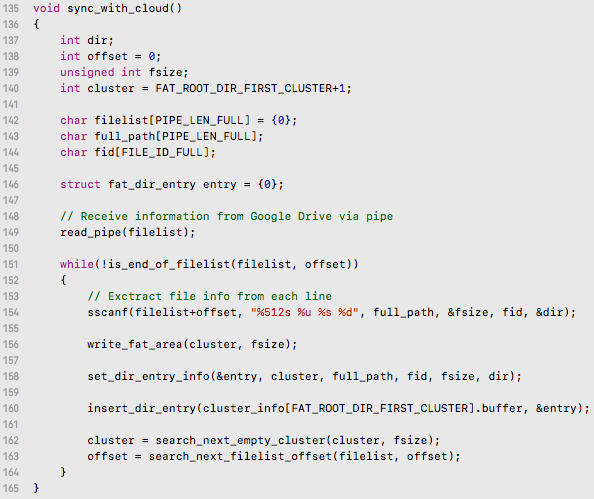 135 void sync_with_cloud()
136 {
137     int dir;
138     int offset = 0;
139     unsigned int fsize;
140     int cluster = FAT_ROOT_DIR_FIRST_CLUSTER+1;
141
142     char filelist[PIPE_LEN_FULL] = {0};
143     char full_path[PIPE_LEN_FULL];
144     char fid[FILE_ID_FULL];
145
146     struct fat_dir_entry entry = {0};
147
148     // Receive information from Google Drive via pipe
149     read_pipe(filelist);
150
151     while(!is_end_of_filelist(filelist, offset))
152     {
153         // Exctract file info from each line
154         sscanf(filelist+offset, "%512s %u %s %d", full_path, &fsize, fid, &dir);
155
156         write_fat_area(cluster, fsize);
157
158         set_dir_entry_info(&entry, cluster, full_path, fid, fsize, dir);
159
160         insert_dir_entry(cluster_info[FAT_ROOT_DIR_FIRST_CLUSTER].buffer, &entry);
161
162         cluster = search_next_empty_cluster(cluster, fsize);
163         offset = search_next_filelist_offset(filelist, offset);
164     }
165 }